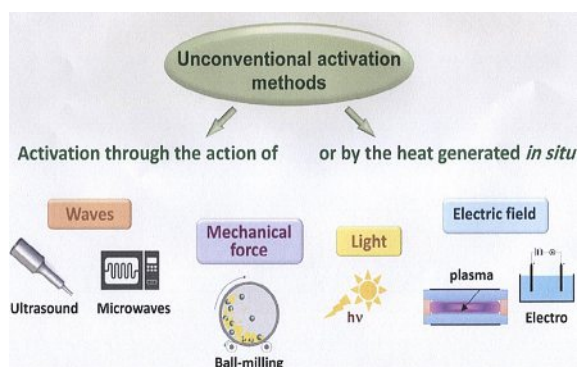 Unconventional activation
methods
Activation through the action of
or by the heat generated in situ
Waves
Mechanical
force
Light
Electric field
Ultrasound
Microwaves
hν
plasma
Electro
Ball-milling